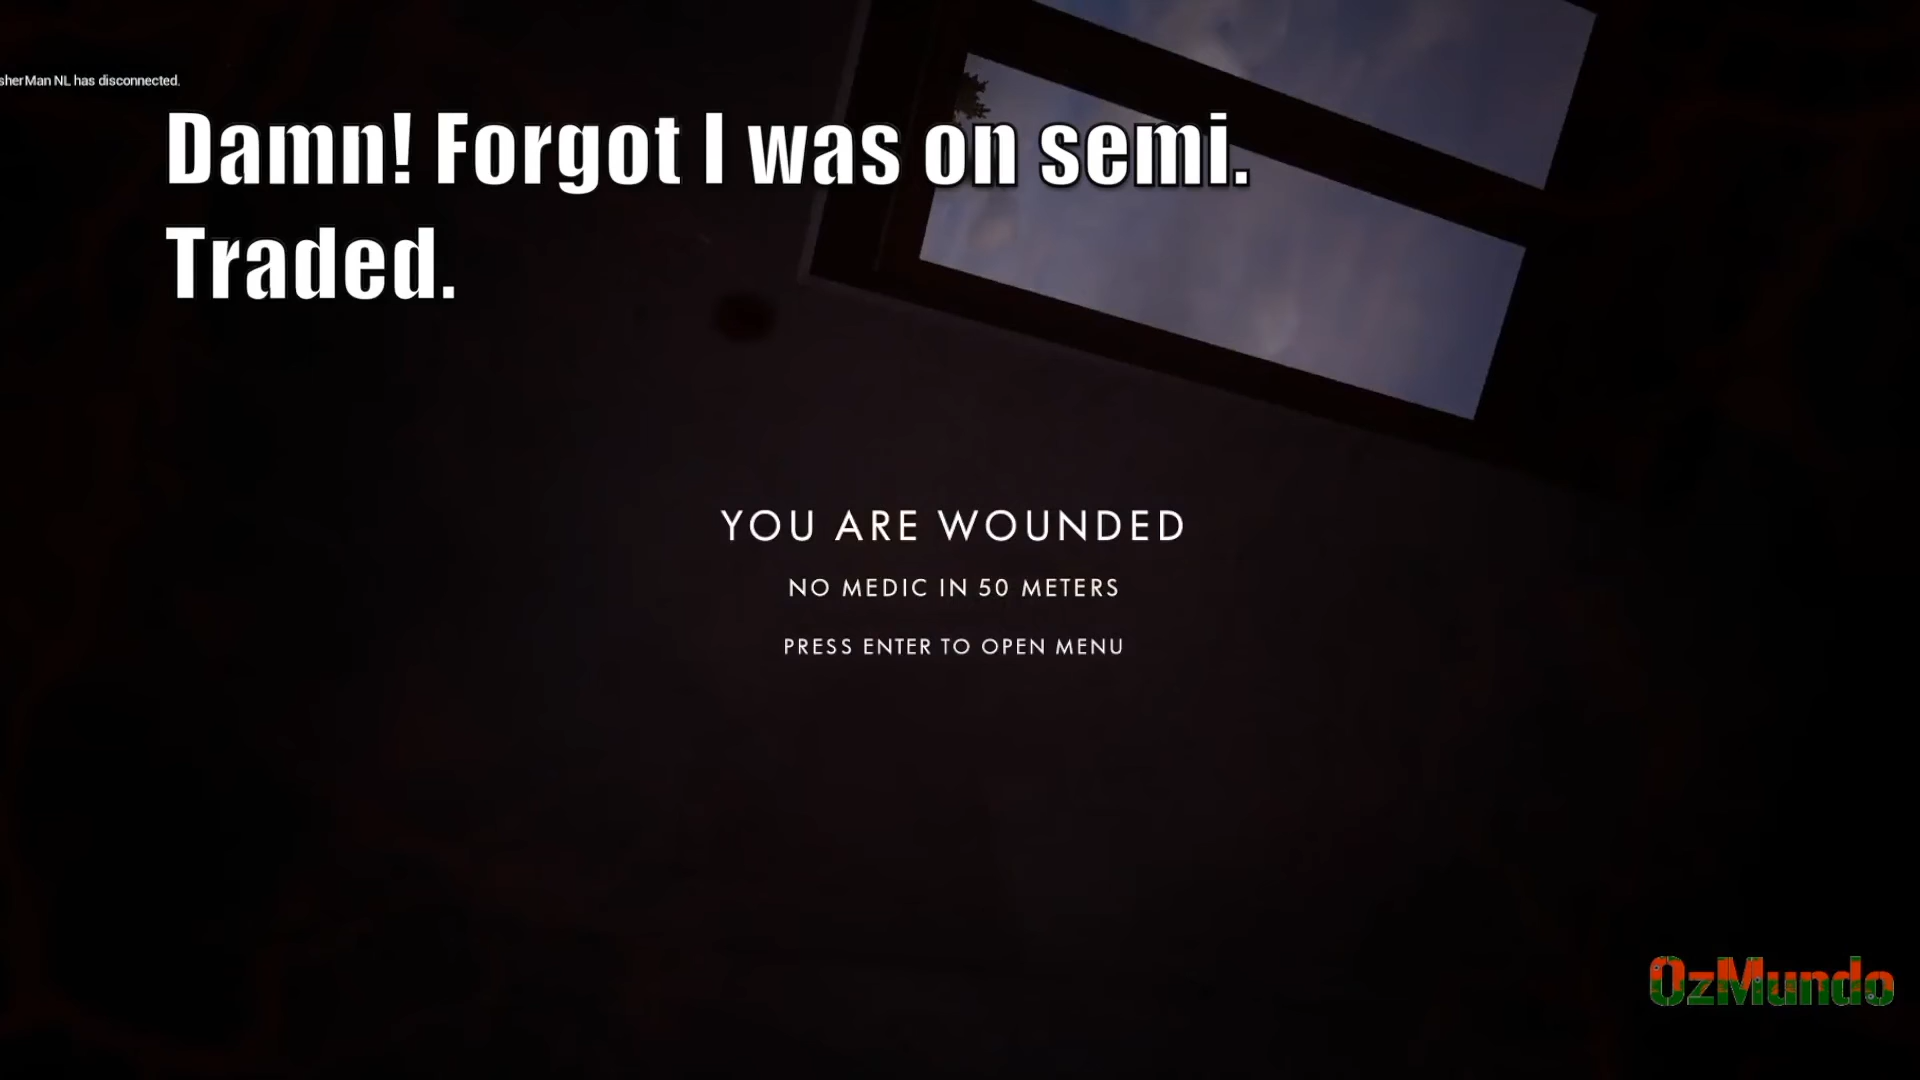 sherMan NL has disconnected.
Damn! Forgot I was on semi.
Traded.
YOU ARE WOUNDED
NO MEDIC IN 50 METERS
PRESS ENTER TO OPEN MENU
OzMundo